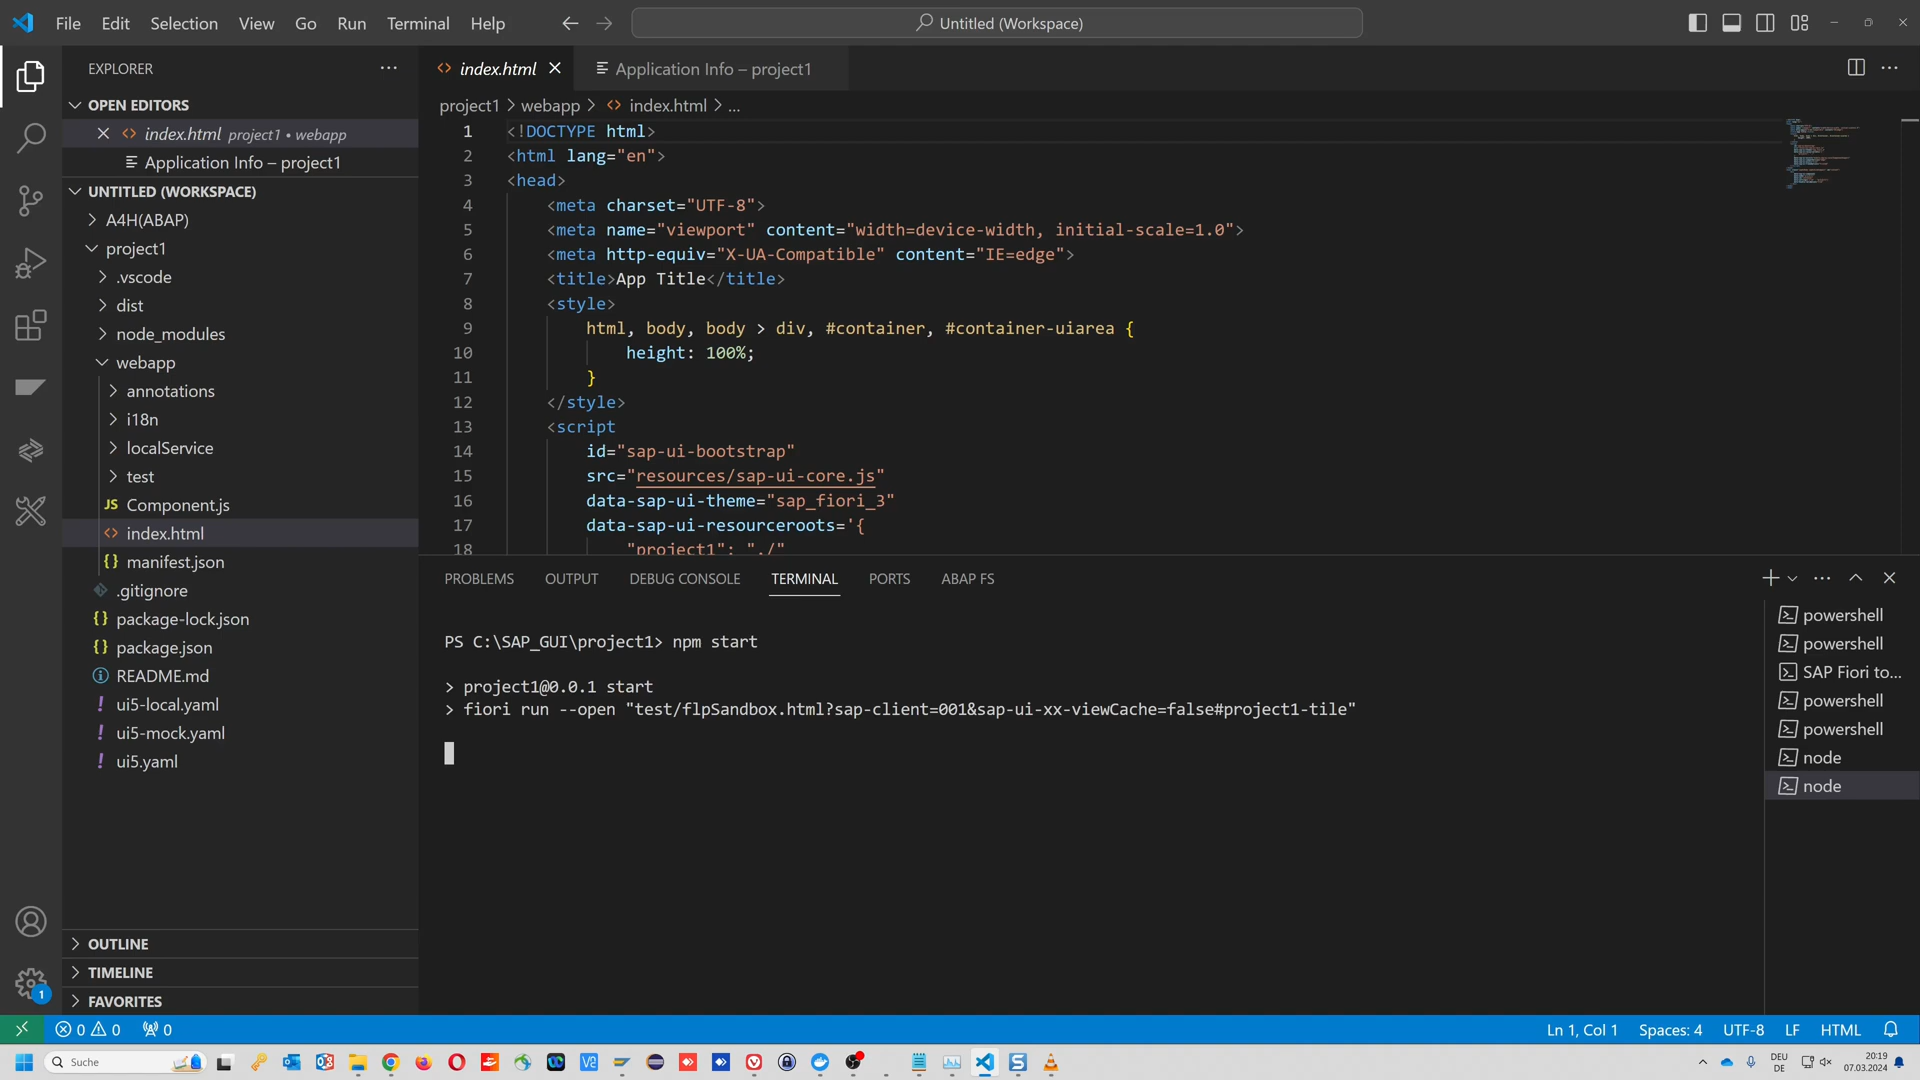 File Edit Selection View Go Run Terminal Help
Untitled (Workspace)
EXPLORER
OPEN EDITORS
index.html project1 • webapp
Application Info – project1
UNTITLED (WORKSPACE)
A4H(ABAP)
project1
.vscode
dist
node_modules
webapp
annotations
i18n
localService
test
JS Component.js
index.html
{} manifest.json
.gitignore
{} package-lock.json
{} package.json
README.md
! ui5-local.yaml
! ui5-mock.yaml
! ui5.yaml
OUTLINE
TIMELINE
FAVORITES
index.html
Application Info – project1
project1 > webapp > index.html > ...
1 <!DOCTYPE html>
2 <html lang="en">
3 <head>
4 <meta charset="UTF-8">
5 <meta name="viewport" content="width=device-width, initial-scale=1.0">
6 <meta http-equiv="X-UA-Compatible" content="IE=edge">
7 <title>App Title</title>
8 <style>
9 html, body, body > div, #container, #container-uiarea {
10 height: 100%;
11 }
12 </style>
13 <script
14 id="sap-ui-bootstrap"
15 src="resources/sap-ui-core.js"
16 data-sap-ui-theme="sap_fiori_3"
17 data-sap-ui-resourceroots='{
18 "project1": "./"
PROBLEMS OUTPUT DEBUG CONSOLE TERMINAL PORTS ABAP FS
PS C:\SAP_GUI\project1> npm start
> project1@0.0.1 start
> fiori run --open "test/flpSandbox.html?sap-client=001&sap-ui-xx-viewCache=false#project1-tile"
powershell
powershell
SAP Fiori to...
powershell
powershell
node
node
1
0 0 0
Ln 1, Col 1 Spaces: 4 UTF-8 LF HTML
Suche
DEU
DE
20:19
07.03.2024